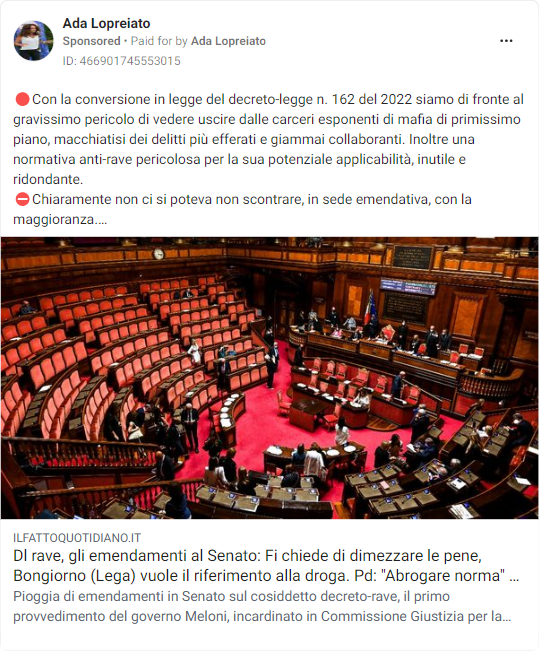 Ada Lopreiato
Sponsored • Paid for by Ada Lopreiato
ID: 466901745553015
🔴Con la conversione in legge del decreto-legge n. 162 del 2022 siamo di fronte al
gravissimo pericolo di vedere uscire dalle carceri esponenti di mafia di primissimo
piano, macchiatisi dei delitti più efferati e giammai collaboranti. Inoltre una
normativa anti-rave pericolosa per la sua potenziale applicabilità, inutile e
ridondante.
⛔Chiaramente non ci si poteva non scontrare, in sede emendativa, con la
maggioranza....
ILFATTOQUOTIDIANO.IT
Dl rave, gli emendamenti al Senato: Fi chiede di dimezzare le pene,
Bongiorno (Lega) vuole il riferimento alla droga. Pd: "Abrogare norma" ...
Pioggia di emendamenti in Senato sul cosiddetto decreto-rave, il primo
provvedimento del governo Meloni, incardinato in Commissione Giustizia per la...